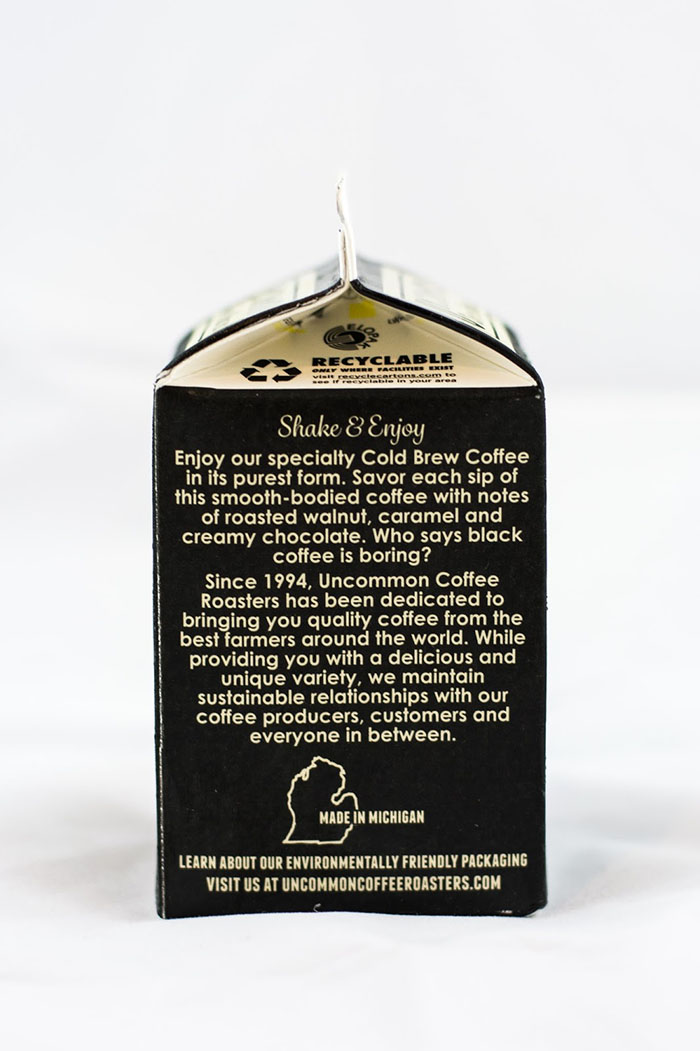 ELOPAK
RECYCLABLE
ONLY WHERE FACILITIES EXIST
visit recyclecartons.com to
see if recyclable in your area
Shake & Enjoy
Enjoy our specialty Cold Brew Coffee
in its purest form. Savor each sip of
this smooth-bodied coffee with notes
of roasted walnut, caramel and
creamy chocolate. Who says black
coffee is boring?
Since 1994, Uncommon Coffee
Roasters has been dedicated to
bringing you quality coffee from the
best farmers around the world. While
providing you with a delicious and
unique variety, we maintain
sustainable relationships with our
coffee producers, customers and
everyone in between.
MADE IN MICHIGAN
LEARN ABOUT OUR ENVIRONMENTALLY FRIENDLY PACKAGING
VISIT US AT UNCOMMONCOFFEEROASTERS.COM